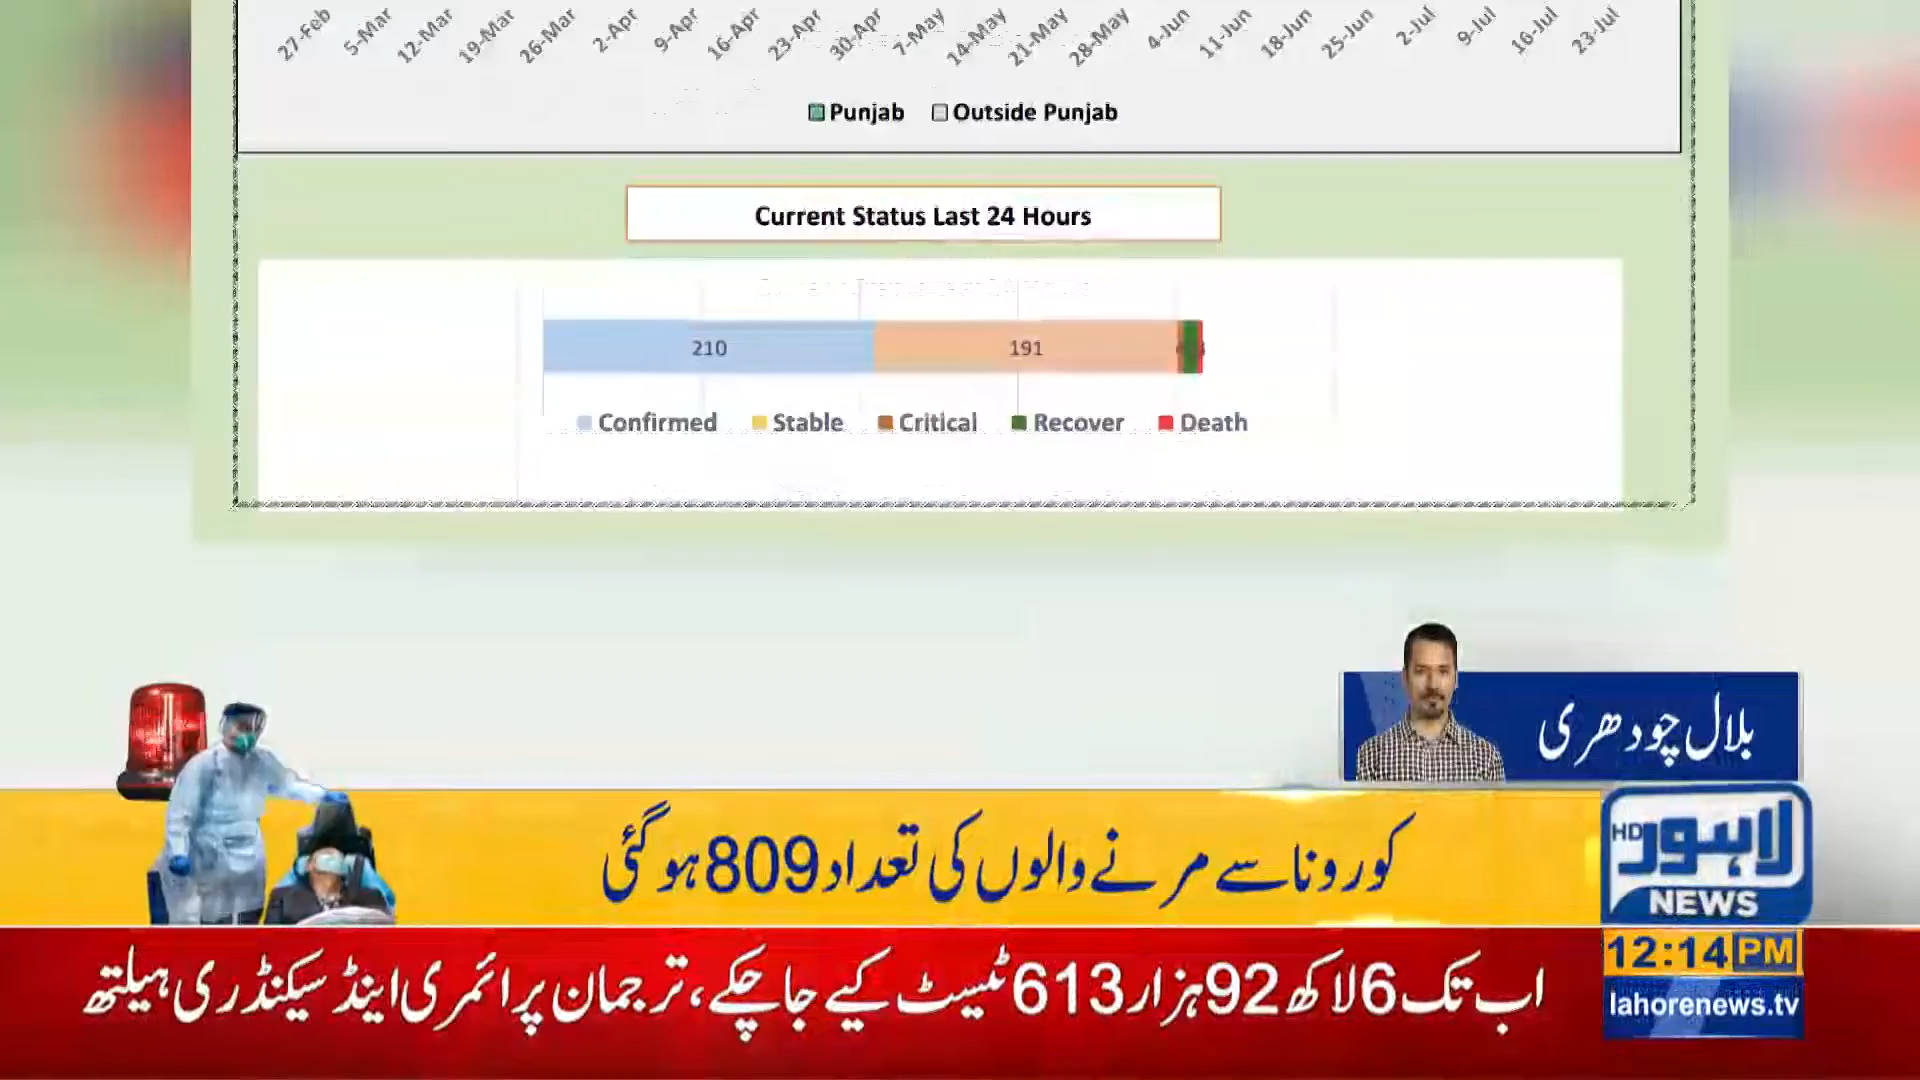 27-Feb 5-Mar 12-Mar 19-Mar 26-Mar 2-Apr 9-Apr 16-Apr 23-Apr 30-Apr 7-May 14-May 21-May 28-May 4-Jun 11-Jun 18-Jun 25-Jun 2-Jul 9-Jul 16-Jul 23-Jul
Punjab Outside Punjab
Current Status Last 24 Hours
210 191
Confirmed Stable Critical Recover Death
بلال چودھری
کورونا سے مرنے والوں کی تعداد 809 ہو گئی
لاہور HD
NEWS
اب تک 6 لاکھ 92 ہزار 613 ٹیسٹ کیے جا چکے، ترجمان پرائمری اینڈ سیکنڈری ہیلتھ
12:14 PM
lahorenews.tv